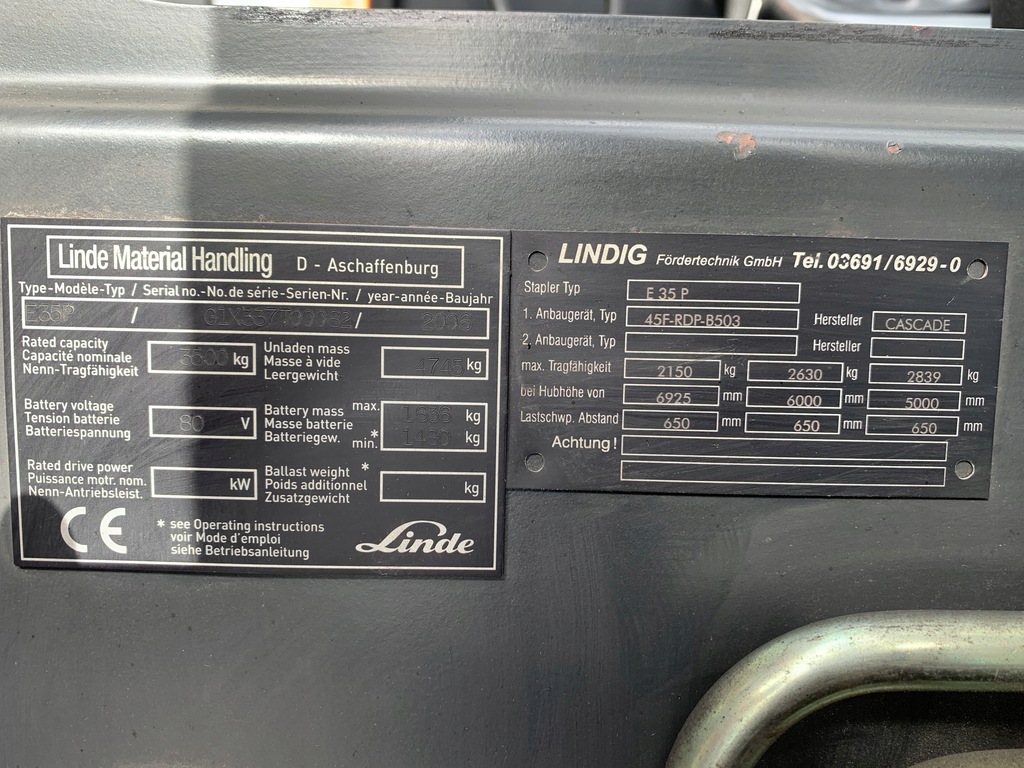 Linde Material Handling D - Aschaffenburg
Type-Modèle-Typ / Serial no.-No.de série-Serien-Nr. / year-année-Baujahr
E35P / /
Rated capacity
Capacité nominale
Nenn-Tragfähigkeit
kg
Unladen mass
Masse à vide
Leergewicht
4745 kg
Battery voltage
Tension batterie
Batteriespannung
80 V
Battery mass max.
Masse batterie
Batteriegew. min.*
kg
kg
Rated drive power
Puissance motr. nom.
Nenn-Antriebsleist.
kW
Ballast weight *
Poids additionnel
Zusatzgewicht
kg
CE
* see Operating instructions
voir Mode d'emploi
siehe Betriebsanleitung
Linde
LINDIG Fördertechnik GmbH Tel. 03691/6929-0
Stapler Typ E 35 P
1. Anbaugerät, Typ 45F-RDP-B503 Hersteller CASCADE
2. Anbaugerät, Typ Hersteller
max. Tragfähigkeit 2150 kg 2630 kg 2839 kg
bei Hubhöhe von 6925 mm 6000 mm 5000 mm
Lastschwp. Abstand 650 mm 650 mm 650 mm
Achtung !